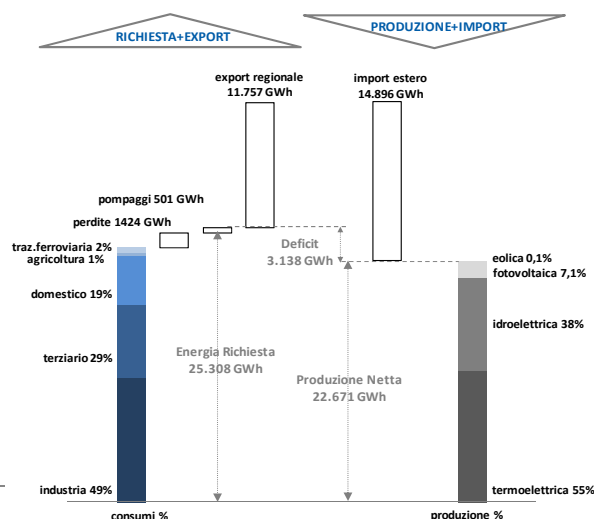 RICHIESTA+EXPORT
PRODUZIONE+IMPORT
export regionale
11.757 GWh
import estero
14.896 GWh
pompaggi 501 GWh
perdite 1424 GWh
traz.ferroviaria 2%
agricoltura 1%
domestico 19%
terziario 29%
industria 49%
consumi %
Deficit
3.138 GWh
Energia Richiesta
25.308 GWh
Produzione Netta
22.671 GWh
eolica 0,1%
fotovoltaica 7,1%
idroelettrica 38%
termoelettrica 55%
produzione %